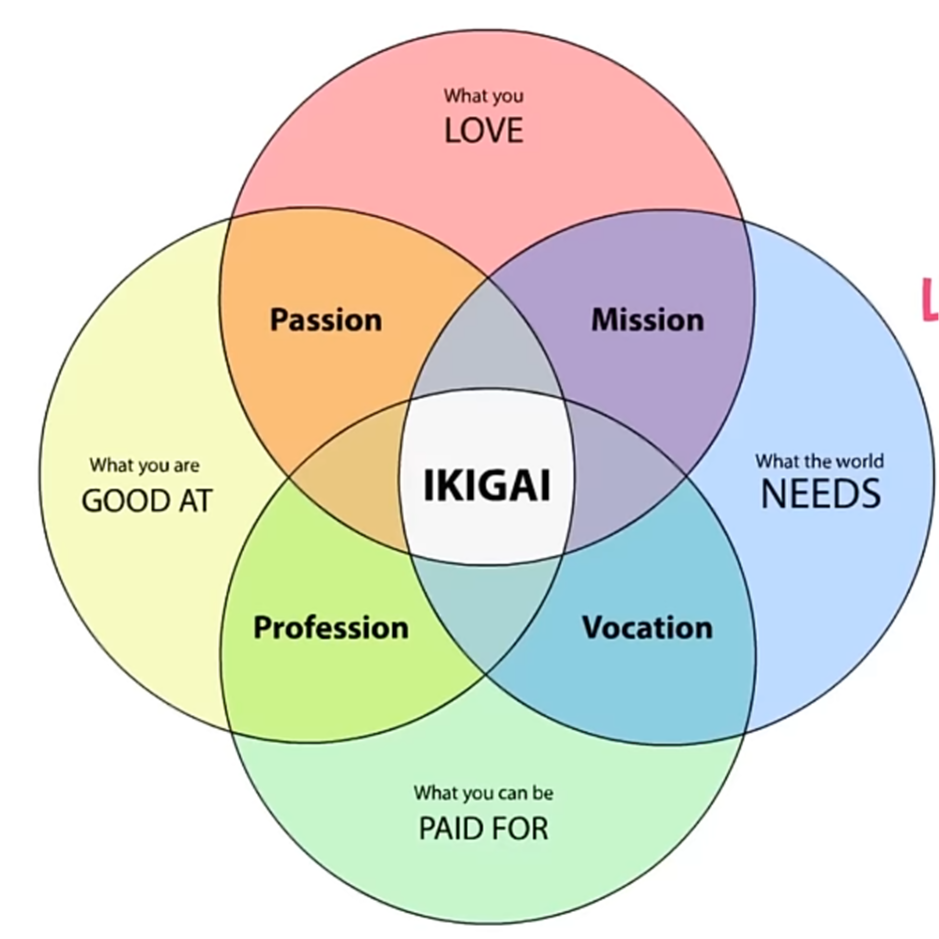 What you
LOVE
Passion
Mission
What you are
GOOD AT
IKIGAI
What the world
NEEDS
Profession
Vocation
What you can be
PAID FOR